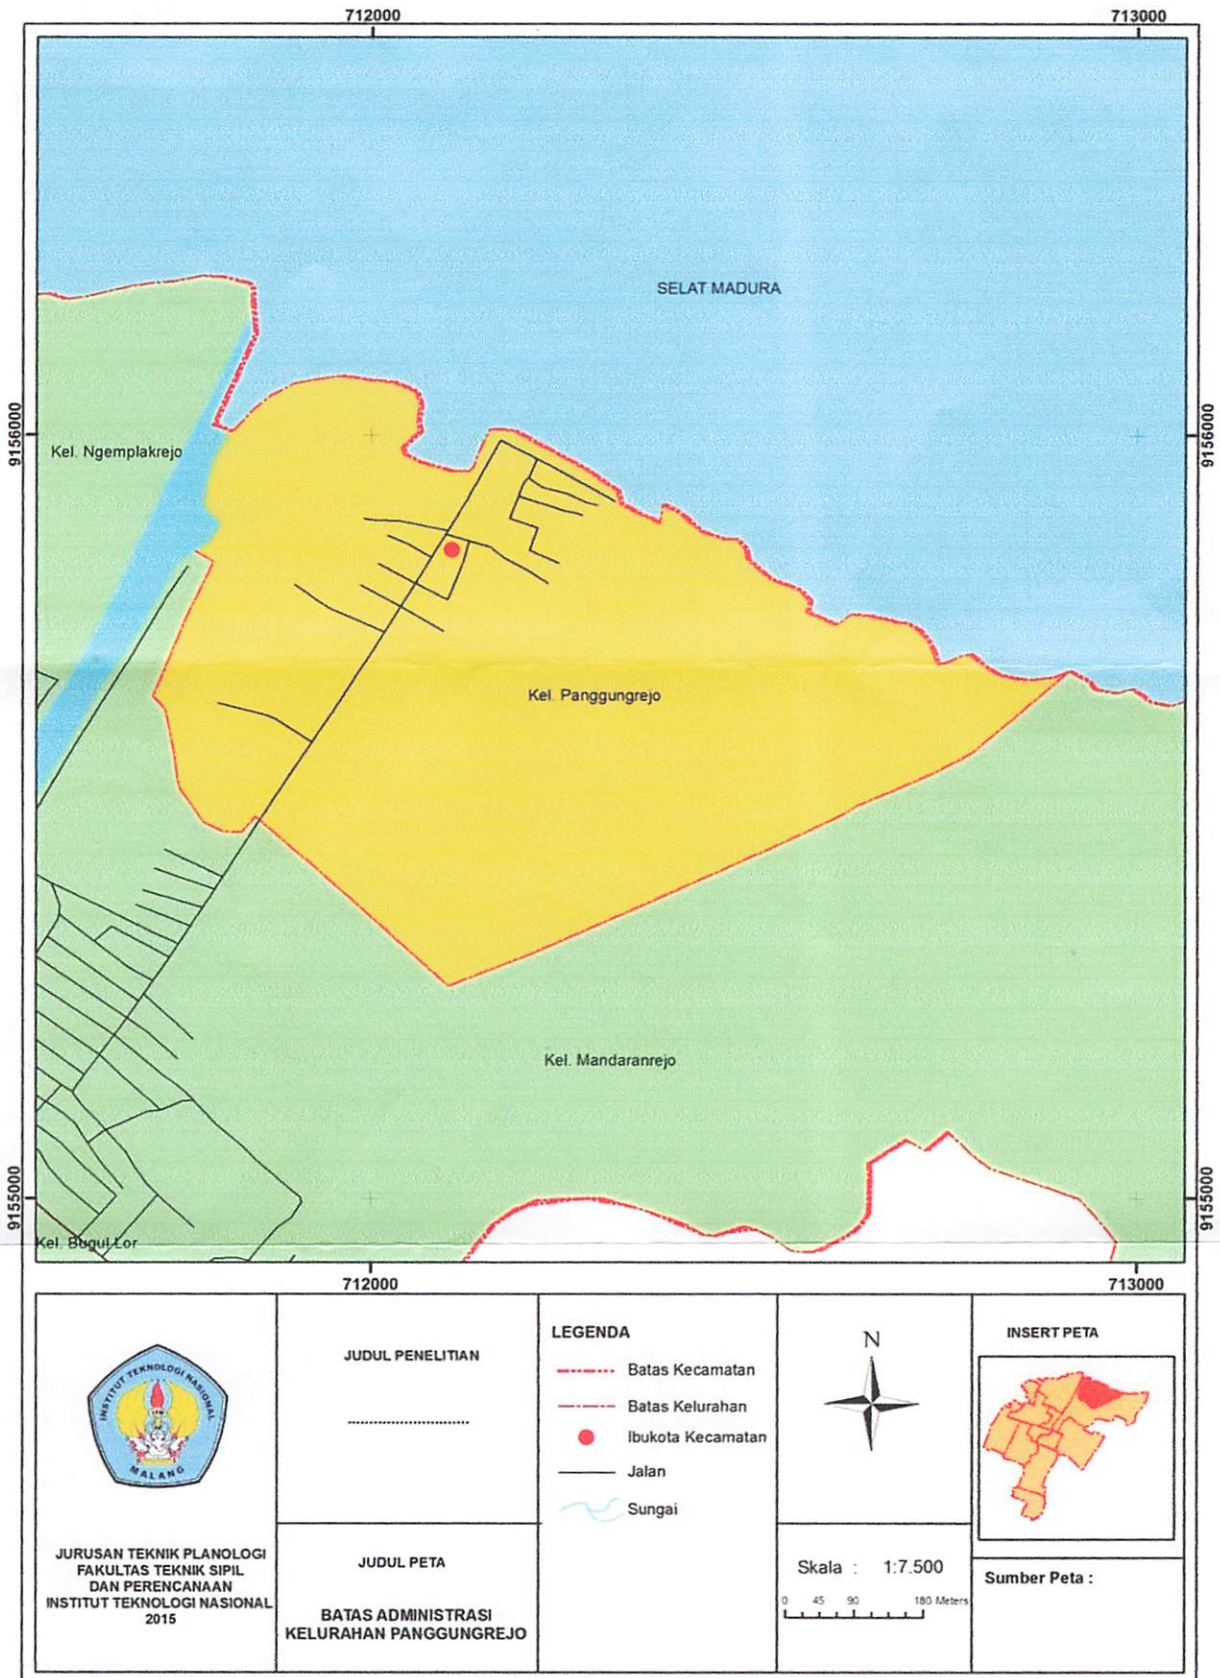 712000
713000
SELAT MADURA
9156000
9156000
Kel. Ngemplakrejo
Kel. Panggungrejo
Kel. Mandaranrejo
9155000
9155000
Kel. Bugul Lor
712000
713000
INSTITUT TEKNOLOGI NASIONAL
MALANG
JURUSAN TEKNIK PLANOLOGI
FAKULTAS TEKNIK SIPIL
DAN PERENCANAAN
INSTITUT TEKNOLOGI NASIONAL
2015
JUDUL PENELITIAN
................................
JUDUL PETA
BATAS ADMINISTRASI
KELURAHAN PANGGUNGREJO
LEGENDA
Batas Kecamatan
Batas Kelurahan
Ibukota Kecamatan
Jalan
Sungai
N
Skala : 1:7.500
0 45 90 180 Meters
INSERT PETA
Sumber Peta :